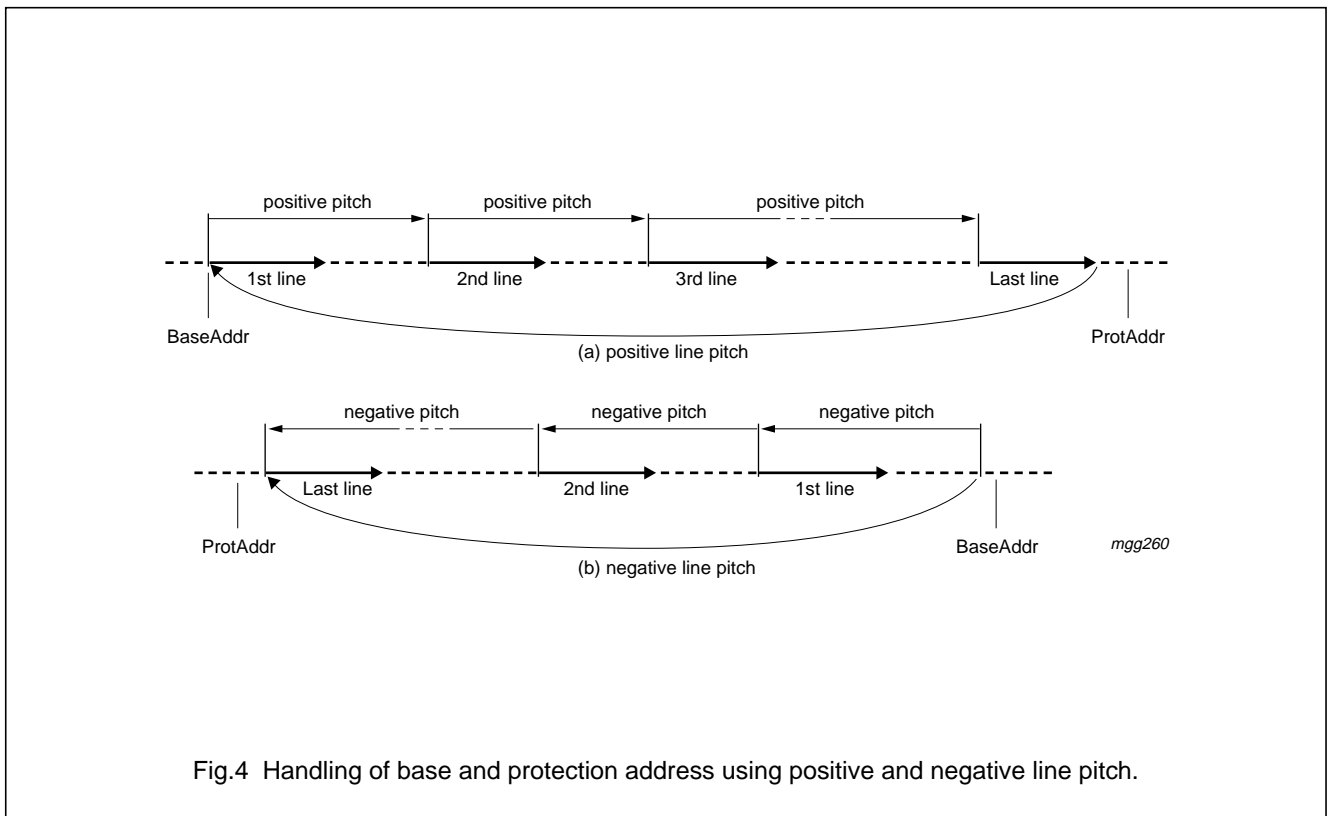 positive pitch positive pitch positive pitch
1st line 2nd line 3rd line Last line
BaseAddr ProtAddr
(a) positive line pitch
negative pitch negative pitch negative pitch
Last line 2nd line 1st line
ProtAddr BaseAddr mgg260
(b) negative line pitch
Fig.4 Handling of base and protection address using positive and negative line pitch.